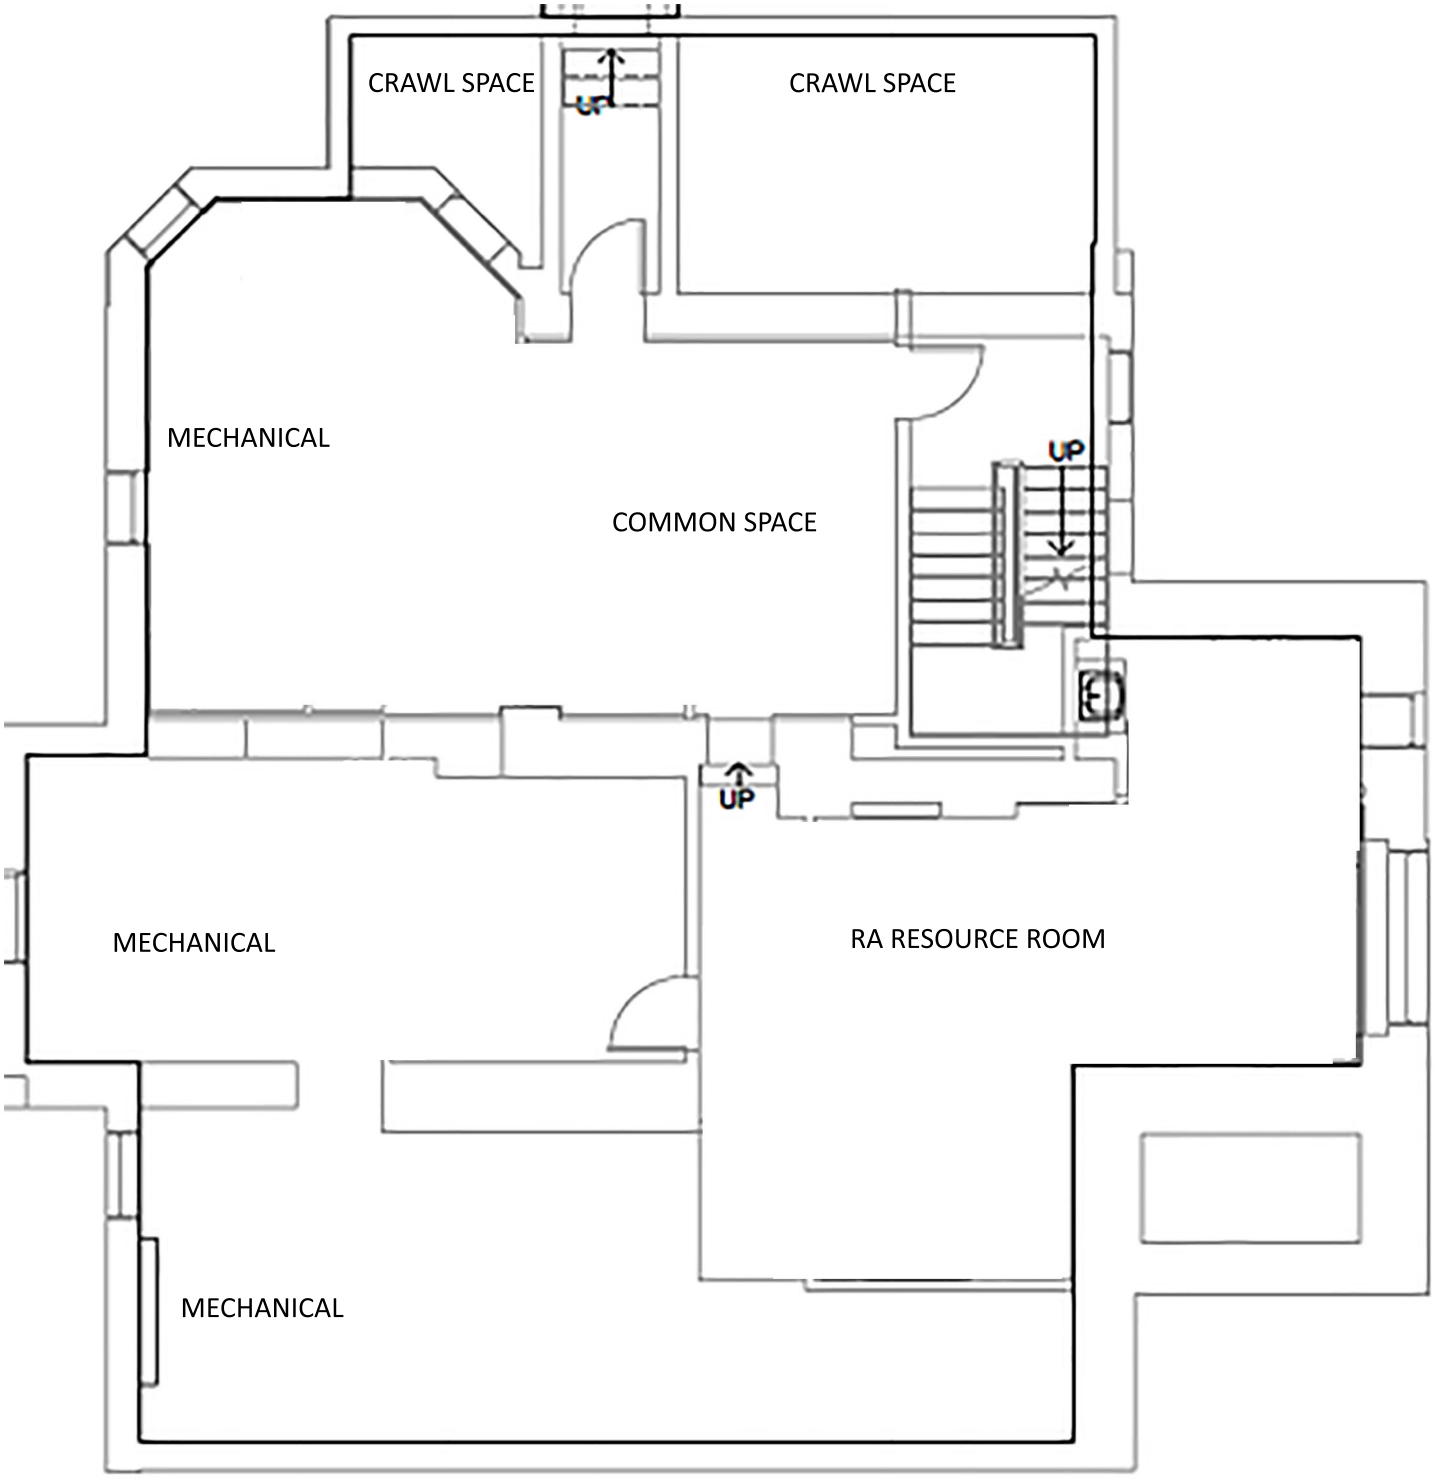 CRAWL SPACE
CRAWL SPACE
UP
MECHANICAL
UP
COMMON SPACE
UP
MECHANICAL
RA RESOURCE ROOM
MECHANICAL